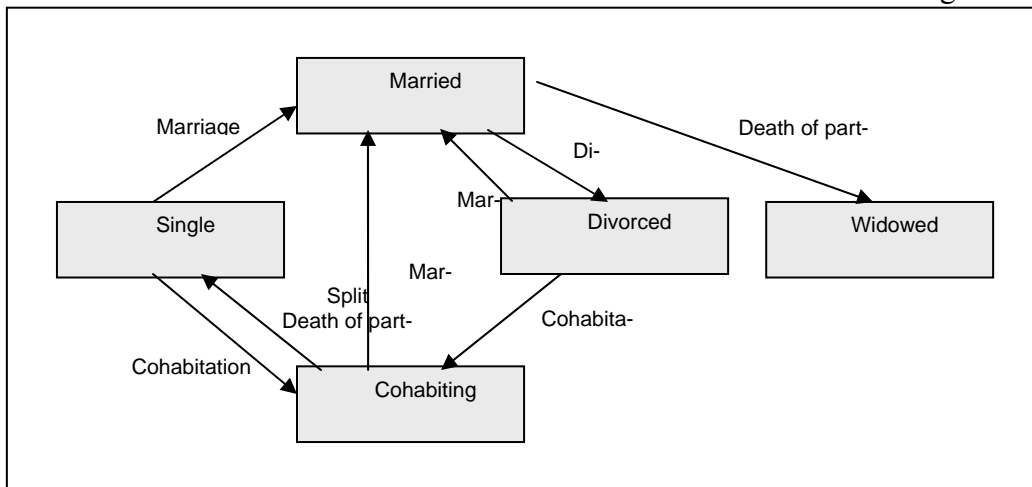 Married
Marriage
Death of part-
Di-
Mar-
Single
Divorced
Widowed
Mar-
Split
Death of part-
Cohabita-
Cohabitation
Cohabiting